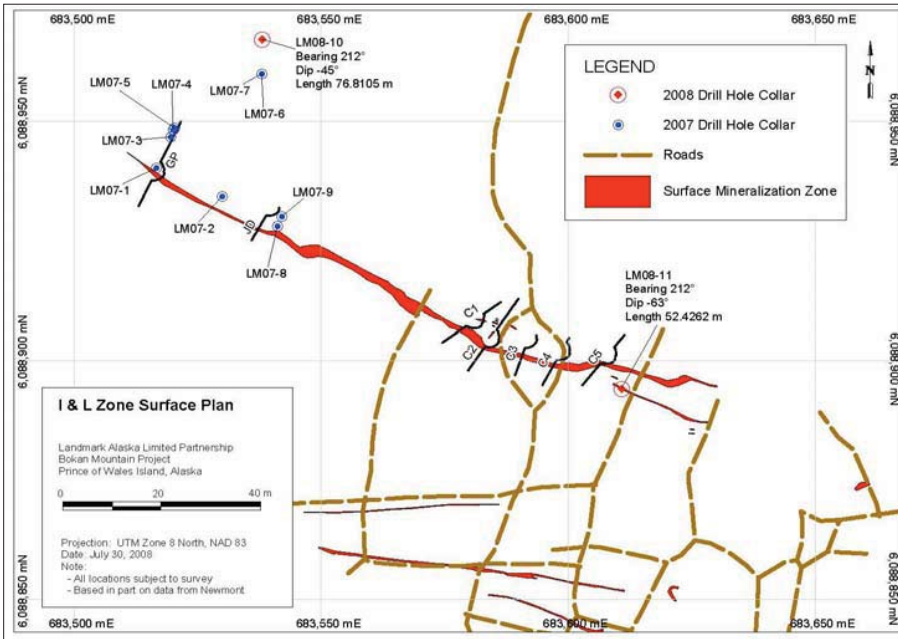 683,500 mE
683,550 mE
683,600 mE
683,650 mE
LM08-10
Bearing 212°
Dip -45°
Length 76.8105 m
LM07-4
LM07-5
LM07-7
LM07-6
LM07-3
GP
LM07-1
LM07-9
LM07-2
JD
LM07-8
6,088,950 mN
6,088,950 mN
N
LEGEND
2008 Drill Hole Collar
2007 Drill Hole Collar
Roads
Surface Mineralization Zone
LM08-11
Bearing 212°
Dip -63°
Length 52.4262 m
C1
C2
C3
C4
C5
6,088,900 mN
6,088,900 mN
I & L Zone Surface Plan
Landmark Alaska Limited Partnership
Bokan Mountain Project
Prince of Wales Island, Alaska
0 20 40 m
Projection: UTM Zone 8 North, NAD 83
Date: July 30, 2008
Note:
- All locations subject to survey
- Based in part on data from Newmont
6,088,850 mN
6,088,850 mN
683,500 mE
683,550 mE
683,600 mE
683,650 mE